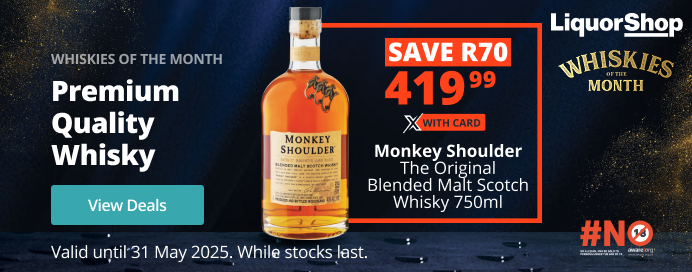 WHISKIES OF THE MONTH
Premium
Quality
Whisky
View Deals
Valid until 31 May 2025. While stocks last.
MONKEY
SHOULDER
BLENDED MALT SCOTCH WHISKY
SAVE R70
419 99
X WITH CARD
Monkey Shoulder
The Original
Blended Malt Scotch
Whisky 750ml
LiquorShop
WHISKIES
OF THE
MONTH
#NO
18
aware.org